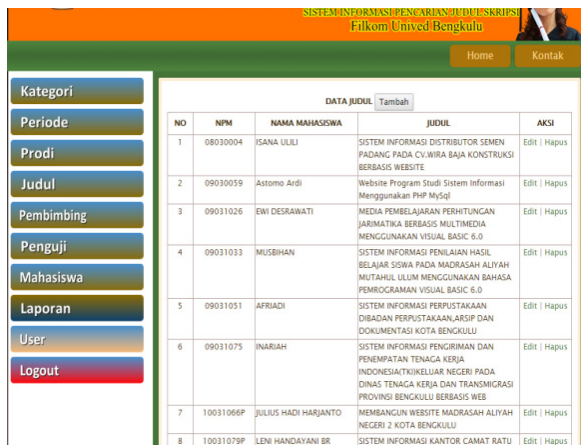 SISTEM INFORMASI PENCARIAN JUDUL SKRIPSI
Filkom Unived Bengkulu
Home Kontak
Kategori
Periode
Prodi
Judul
Pembimbing
Penguji
Mahasiswa
Laporan
User
Logout
DATA JUDUL Tambah
NO NPM NAMA MAHASISWA JUDUL AKSI
1 08030004 ISANA ULILI SISTEM INFORMASI DISTRIBUTOR SEMEN Edit | Hapus
PADANG PADA CV.WIRA BAJA KONSTRUKSI
BERBASIS WEBSITE
2 09030059 Astomo Ardi Website Program Studi Sistem Informasi Edit | Hapus
Menggunakan PHP MySql
3 09031026 EWI DESRAWATI MEDIA PEMBELAJARAN PERHITUNGAN Edit | Hapus
JARIMATIKA BERBASIS MULTIMEDIA
MENGGUNAKAN VISUAL BASIC 6.0
4 09031033 MUSBIHAN SISTEM INFORMASI PENILAIAN HASIL Edit | Hapus
BELAJAR SISWA PADA MADRASAH ALIYAH
MUTAHUL ULUM MENGGUNAKAN BAHASA
PEMROGRAMAN VISUAL BASIC 6.0
5 09031051 AFRIADI SISTEM INFORMASI PERPUSTAKAAN Edit | Hapus
DIBADAN PERPUSTAKAAN,ARSIP DAN
DOKUMENTASI KOTA BENGKULU
6 09031075 INARIAH SISTEM INFORMASI PENGIRIMAN DAN Edit | Hapus
PENEMPATAN TENAGA KERJA
INDONESIA(TKI)KELUAR NEGERI PADA
DINAS TENAGA KERJA DAN TRANSMIGRASI
PROVINSI BENGKULU BERBASIS WEB
7 10031066P JULIUS HADI HARJANTO MEMBANGUN WEBSITE MADRASAH ALIYAH Edit | Hapus
NEGERI 2 KOTA BENGKULU
8 10031079P LENI HANDAYANI BR SISTEM INFORMASI KANTOR CAMAT RATU Edit | Hapus